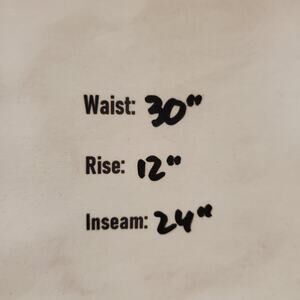 Waist: 30"
Rise: 12"
Inseam: 24"